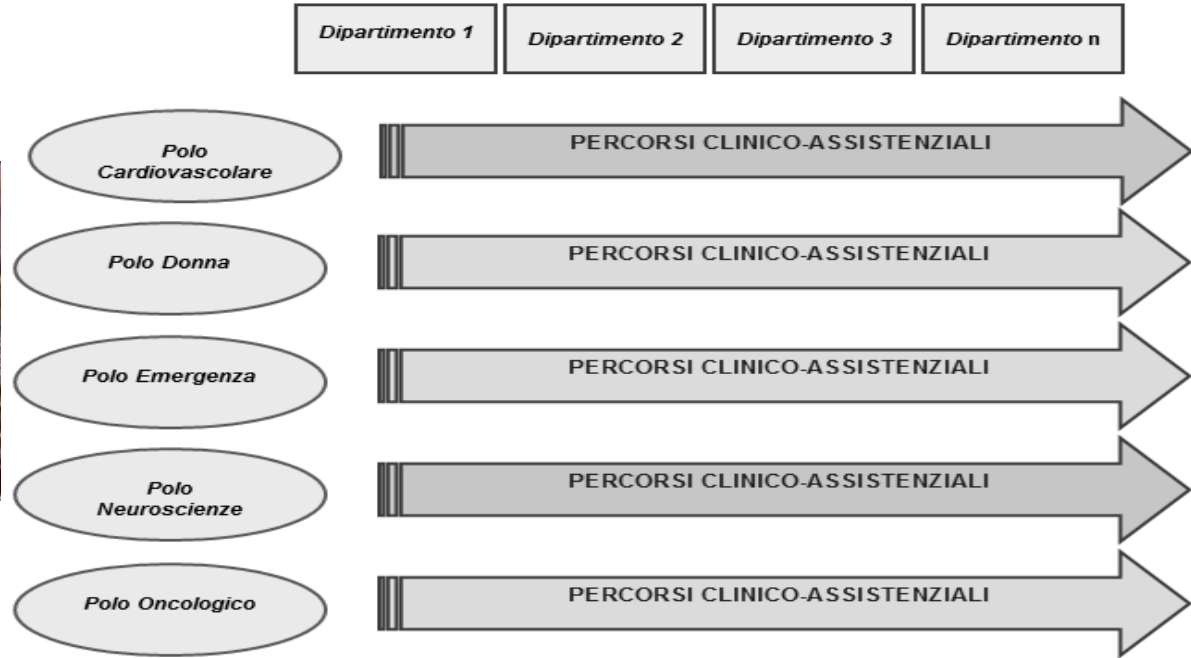 Dipartimento 1
Dipartimento 2
Dipartimento 3
Dipartimento n
Polo
Cardiovascolare
PERCORSI CLINICO-ASSISTENZIALI
Polo Donna
PERCORSI CLINICO-ASSISTENZIALI
Polo Emergenza
PERCORSI CLINICO-ASSISTENZIALI
Polo
Neuroscienze
PERCORSI CLINICO-ASSISTENZIALI
Polo Oncologico
PERCORSI CLINICO-ASSISTENZIALI